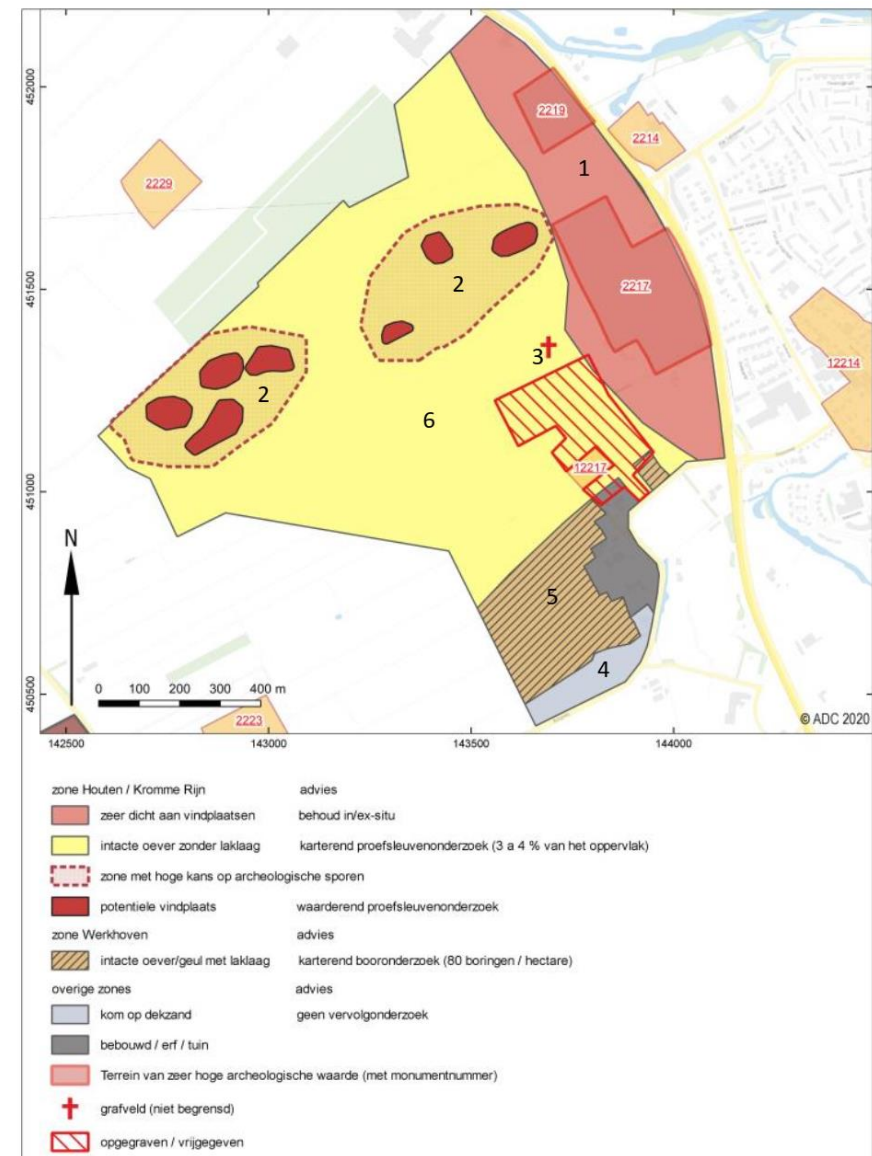 452000
451500
451000
450500
2219
2214
1
2229
2217
2
12214
3
2
6
12217
N
5
4
0 100 200 300 400 m
2223
© ADC 2020
142500 143000 143500 144000
zone Houten / Kromme Rijn advies
zeer dicht aan vindplaatsen behoud in/ex-situ
intacte oever zonder laklaag karterend proefsleuvenonderzoek (3 a 4 % van het oppervlak)
zone met hoge kans op archeologische sporen
potentiele vindplaats waarderend proefsleuvenonderzoek
zone Werkhoven advies
intacte oever/geul met laklaag karterend booronderzoek (80 boringen / hectare)
overige zones advies
kom op dekzand geen vervolgonderzoek
bebouwd / erf / tuin
Terrein van zeer hoge archeologische waarde (met monumentnummer)
grafveld (niet begrensd)
opgegraven / vrijgegeven